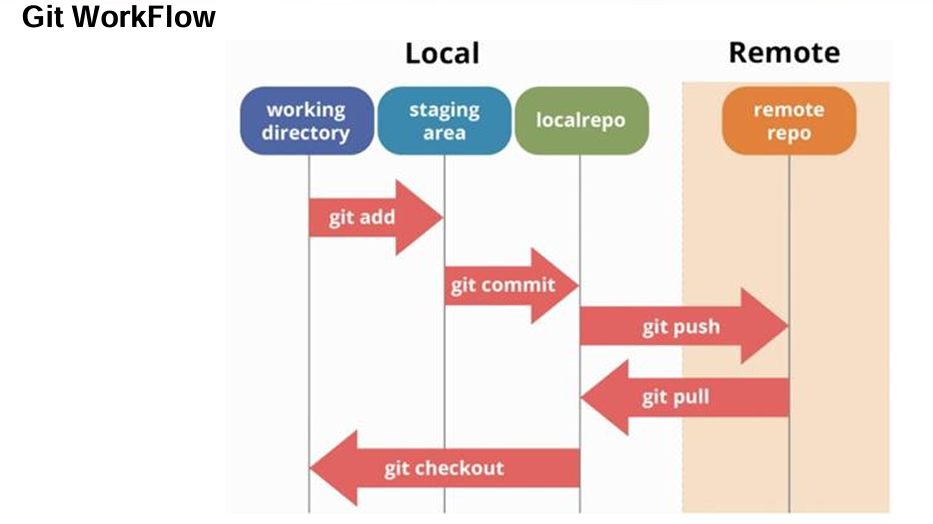 Git WorkFlow
Local
Remote
working
directory
staging
area
localrepo
remote
repo
git add
git commit
git push
git pull
git checkout